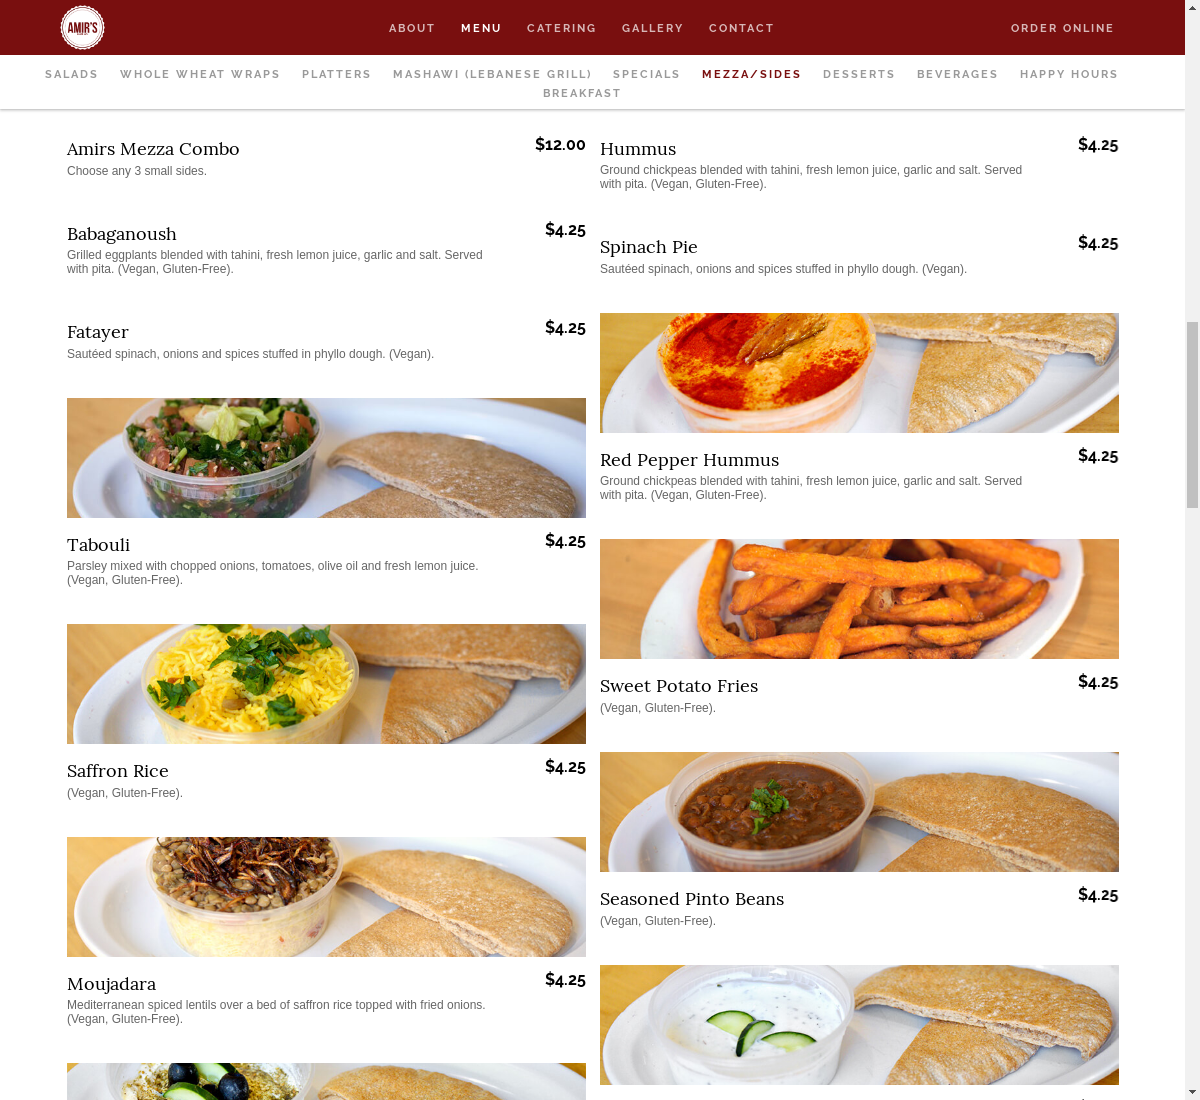 AMIR'S
ABOUT
MENU
CATERING
GALLERY
CONTACT
ORDER ONLINE
SALADS
WHOLE WHEAT WRAPS
PLATTERS
MASHAWI (LEBANESE GRILL)
SPECIALS
MEZZA/SIDES
DESSERTS
BEVERAGES
HAPPY HOURS
BREAKFAST
Amirs Mezza Combo
$12.00
Choose any 3 small sides.
Babaganoush
$4.25
Grilled eggplants blended with tahini, fresh lemon juice, garlic and salt. Served
with pita. (Vegan, Gluten-Free).
Fatayer
$4.25
Sautéed spinach, onions and spices stuffed in phyllo dough. (Vegan).
Tabouli
$4.25
Parsley mixed with chopped onions, tomatoes, olive oil and fresh lemon juice.
(Vegan, Gluten-Free).
Saffron Rice
$4.25
(Vegan, Gluten-Free).
Moujadara
$4.25
Mediterranean spiced lentils over a bed of saffron rice topped with fried onions.
(Vegan, Gluten-Free).
Hummus
$4.25
Ground chickpeas blended with tahini, fresh lemon juice, garlic and salt. Served
with pita. (Vegan, Gluten-Free).
Spinach Pie
$4.25
Sautéed spinach, onions and spices stuffed in phyllo dough. (Vegan).
Red Pepper Hummus
$4.25
Ground chickpeas blended with tahini, fresh lemon juice, garlic and salt. Served
with pita. (Vegan, Gluten-Free).
Sweet Potato Fries
$4.25
(Vegan, Gluten-Free).
Seasoned Pinto Beans
$4.25
(Vegan, Gluten-Free).